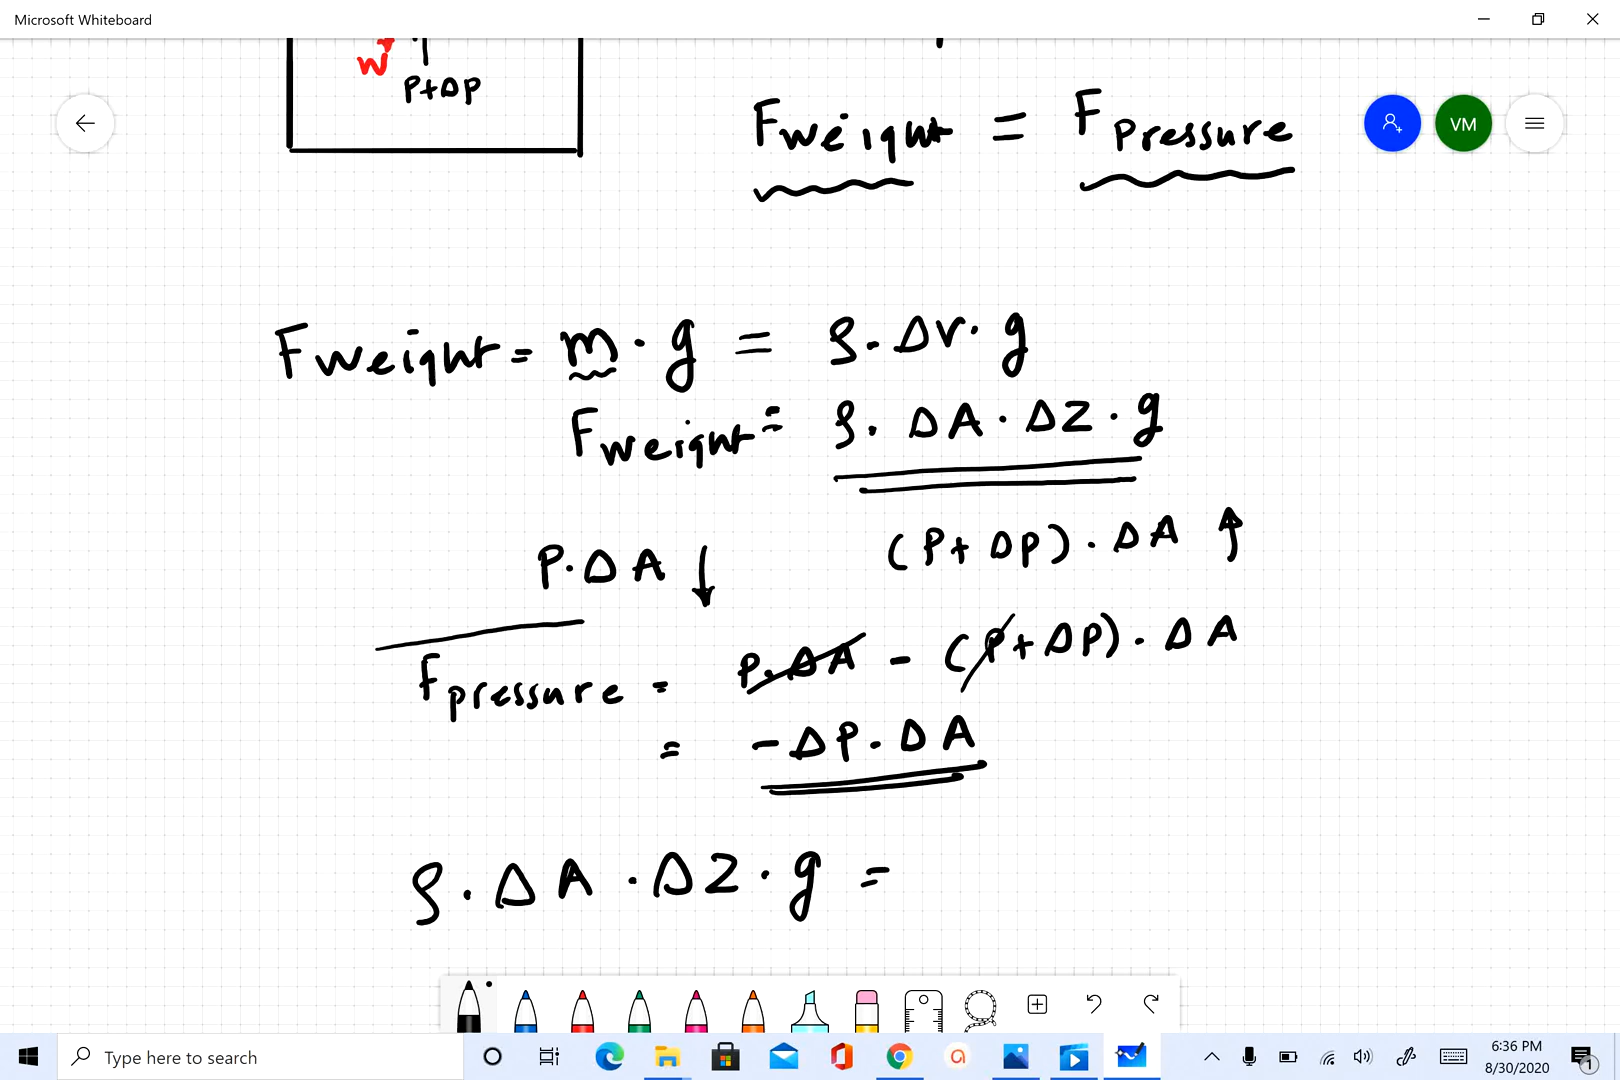 Microsoft Whiteboard
W
P+ΔP
Fweight = Fpressure
VM
Fweight = m · g = ρ · ΔV · g
Fweight = ρ · ΔA · ΔZ · g
P · ΔA ↓ (P+ΔP) · ΔA ↑
Fpressure = P · ΔA - (P+ΔP) · ΔA
= -ΔP · ΔA
ρ · ΔA · ΔZ · g =
Type here to search
6:36 PM
8/30/2020
1